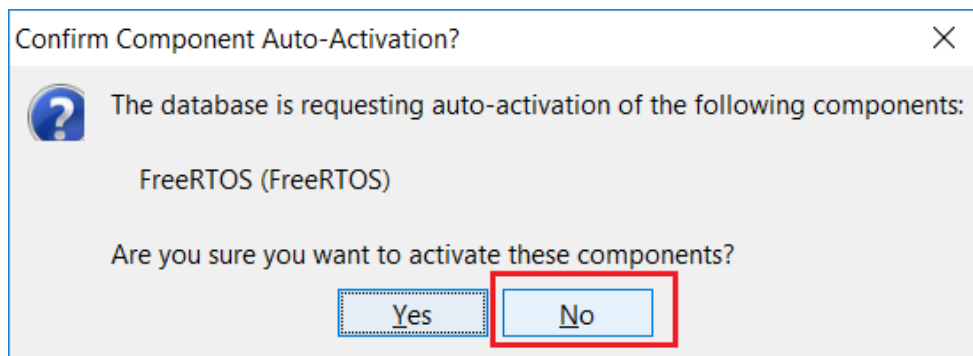 Confirm Component Auto-Activation?
The database is requesting auto-activation of the following components:
FreeRTOS (FreeRTOS)
Are you sure you want to activate these components?
Yes No